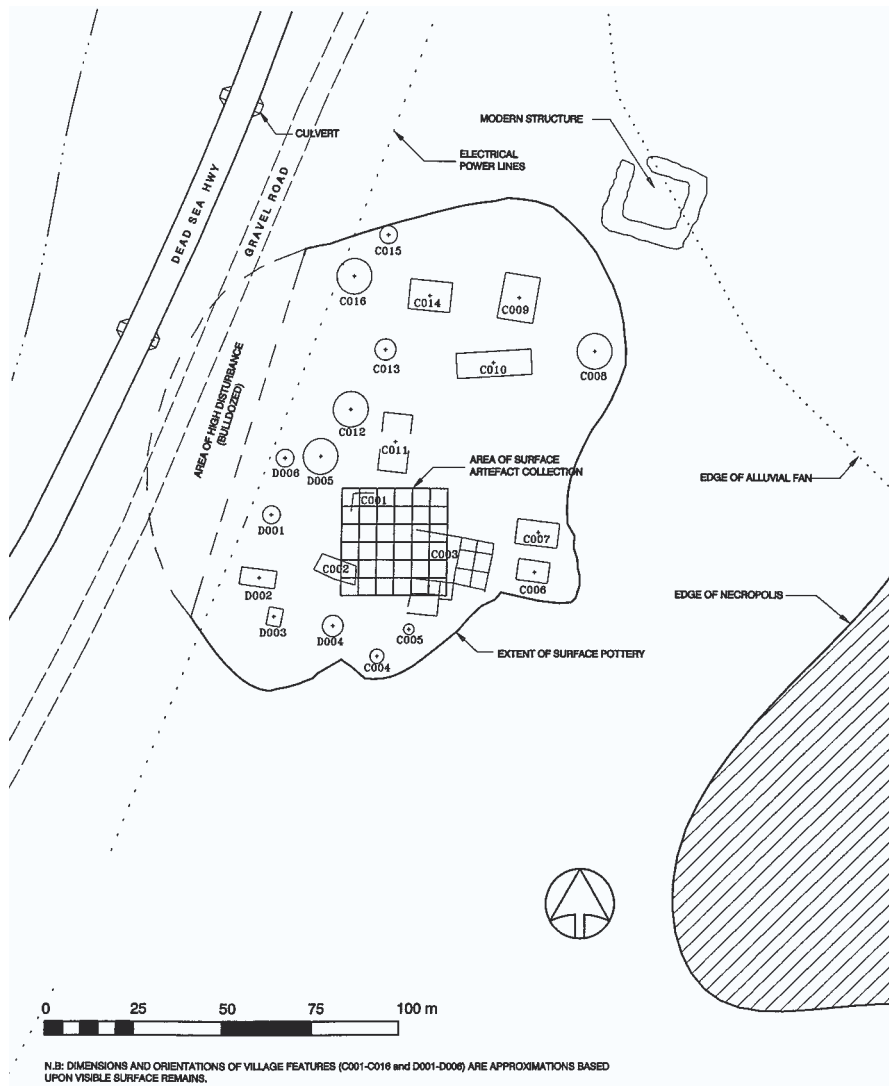 CULVERT
DEAD SEA HWY
GRAVEL ROAD
ELECTRICAL
POWER LINES
MODERN STRUCTURE
C015
C016
C014
C009
C013
C010
C008
AREA OF HIGH DISTURBANCE
(BULLDOZED)
C012
C011
D006
D005
AREA OF SURFACE
ARTEFACT COLLECTION
EDGE OF ALLUVIAL FAN
C001
D001
C007
C003
C002
D002
C006
EDGE OF NECROPOLIS
D003
D004
C005
C004
EXTENT OF SURFACE POTTERY
0 25 50 75 100 m
N.B: DIMENSIONS AND ORIENTATIONS OF VILLAGE FEATURES (C001-C016 and D001-D006) ARE APPROXIMATIONS BASED
UPON VISIBLE SURFACE REMAINS.